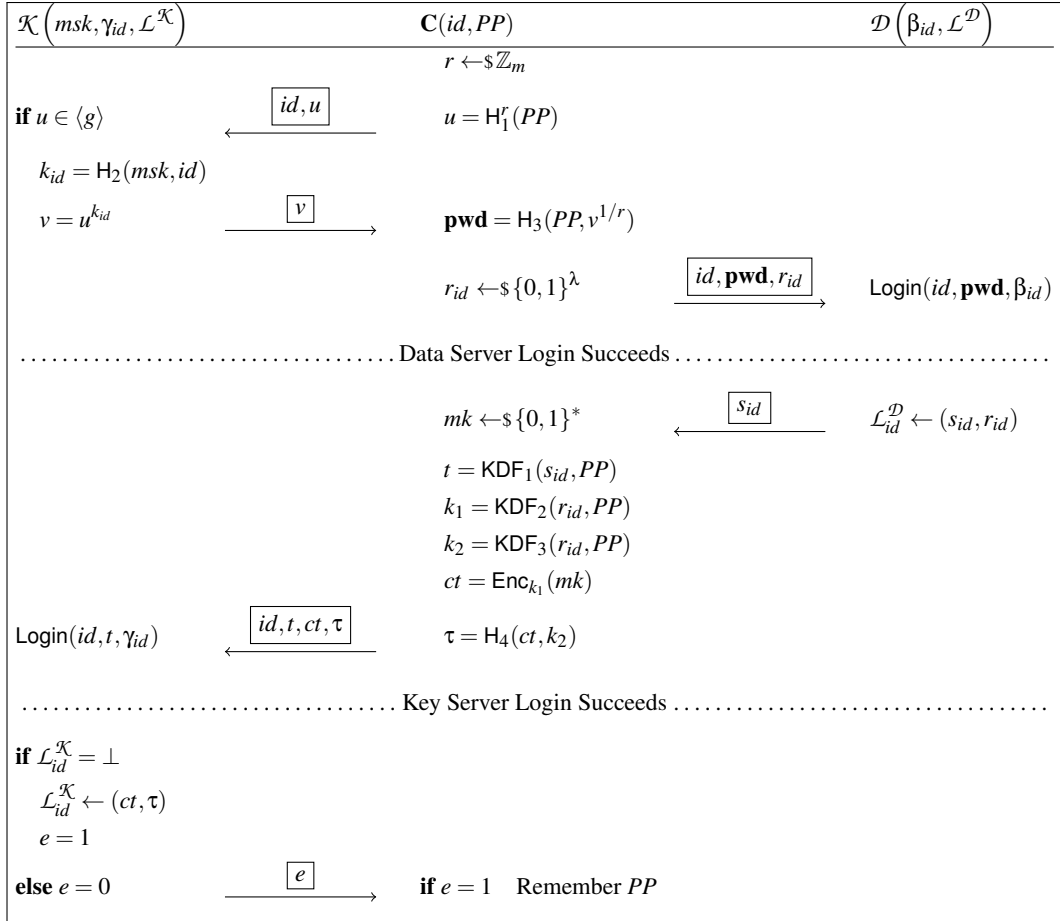 𝒦(msk, γ_id, ℒ^𝒦) C(id, PP) 𝒟(β_id, ℒ^𝒟)
r ←$ ℤ_m
if u ∈ ⟨g⟩ id, u u = H_1^r(PP)
k_id = H_2(msk, id)
v = u^{k_id} v pwd = H_3(PP, v^{1/r})
r_id ←$ {0,1}^λ id, pwd, r_id Login(id, pwd, β_id)
Data Server Login Succeeds
mk ←$ {0,1}^* s_id ℒ_id^𝒟 ← (s_id, r_id)
t = KDF_1(s_id, PP)
k_1 = KDF_2(r_id, PP)
k_2 = KDF_3(r_id, PP)
ct = Enc_{k_1}(mk)
Login(id, t, γ_id) id, t, ct, τ τ = H_4(ct, k_2)
Key Server Login Succeeds
if ℒ_id^𝒦 = ⊥
ℒ_id^𝒦 ← (ct, τ)
e = 1
else e = 0 e if e = 1 Remember PP